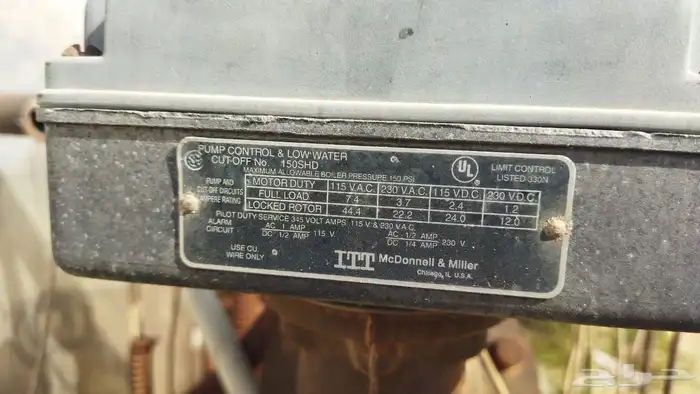 PUMP CONTROL & LOW WATER
CUT-OFF No. 150SHD
MAXIMUM ALLOWABLE BOILER PRESSURE 150 PSI
UL
LIMIT CONTROL
LISTED 330N
PUMP AND
CUT-OFF CIRCUITS
AMPERE RATING
MOTOR DUTY 115 V.A.C. 230 V.A.C. 115 V.D.C. 230 V.D.C.
FULL LOAD 7.4 3.7 2.4 1.2
LOCKED ROTOR 44.4 22.2 24.0 12.0
PILOT DUTY SERVICE 345 VOLT AMPS 115 V & 230 V.A.C.
ALARM
CIRCUIT
AC 1 AMP
DC 1/2 AMP 115 V
AC 1/2 AMP
DC 1/4 AMP 230 V
USE CU
WIRE ONLY
ITT McDonnell & Miller
Chicago, IL U.S.A.
حراج